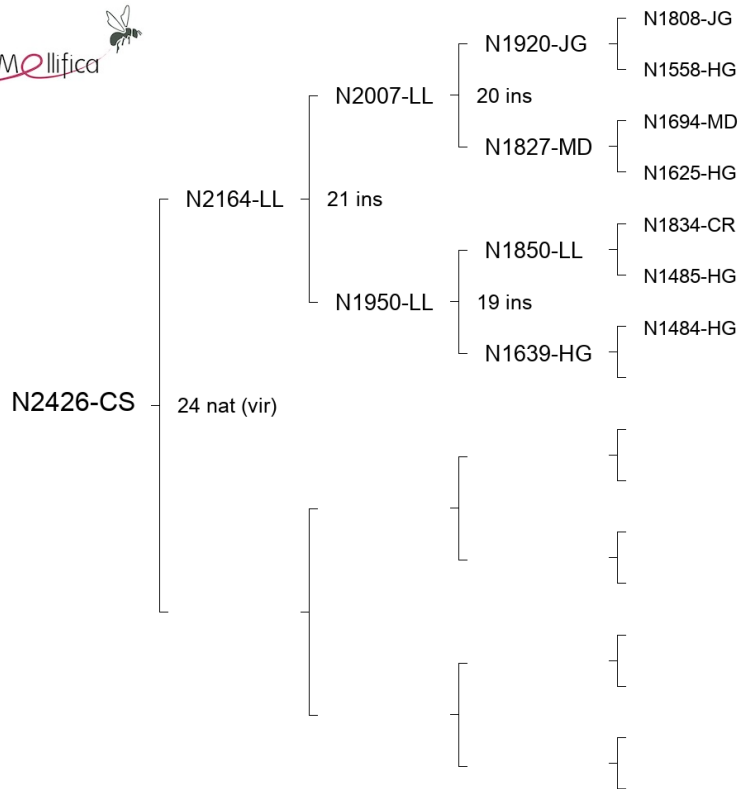 Mellifica
N1808-JG
N1920-JG
N1558-HG
N2007-LL
20 ins
N1694-MD
N1827-MD
N1625-HG
N2164-LL
21 ins
N1834-CR
N1850-LL
N1485-HG
N1950-LL
19 ins
N1484-HG
N1639-HG
N2426-CS
24 nat (vir)